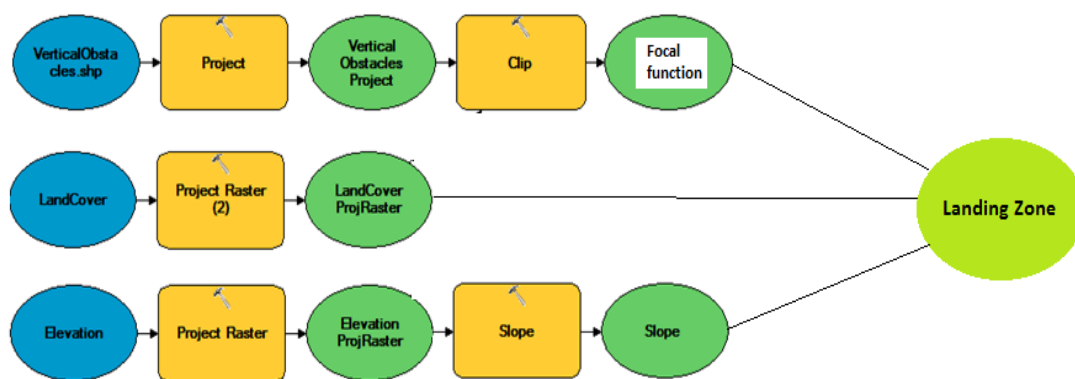 VerticalObsta
cles.shp
Project
Vertical
Obstacles
Project
Clip
Focal
function
LandCover
Project Raster
(2)
LandCover
ProjRaster
Landing Zone
Elevation
Project Raster
Elevation
ProjRaster
Slope
Slope